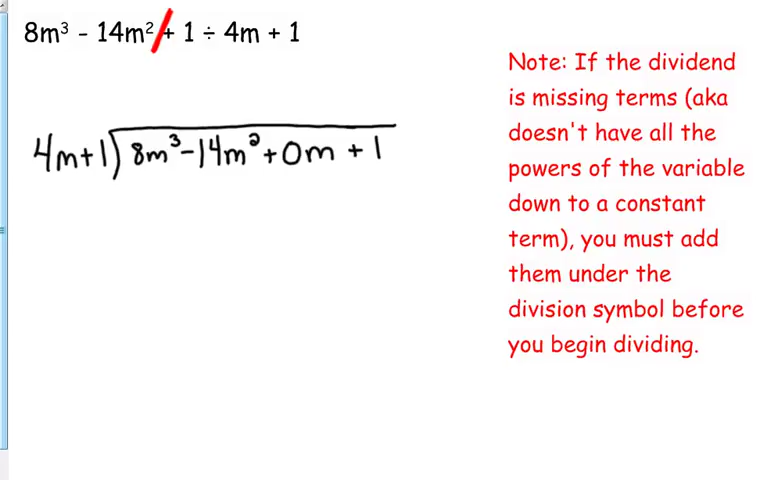 8m³ - 14m² + 1 ÷ 4m + 1
4m+1)8m³-14m²+0m + 1
Note: If the dividend
is missing terms (aka
doesn't have all the
powers of the variable
down to a constant
term), you must add
them under the
division symbol before
you begin dividing.